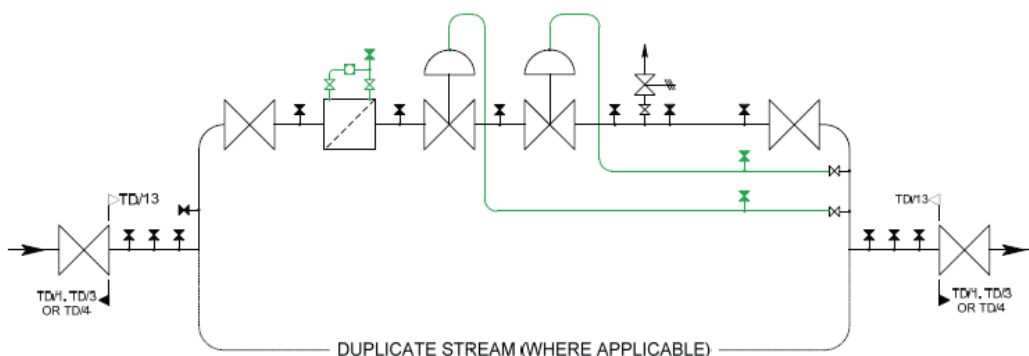 TD/13
TD/13
TD/1, TD/3
OR TD/4
TD/1, TD/3
OR TD/4
DUPLICATE STREAM (WHERE APPLICABLE)